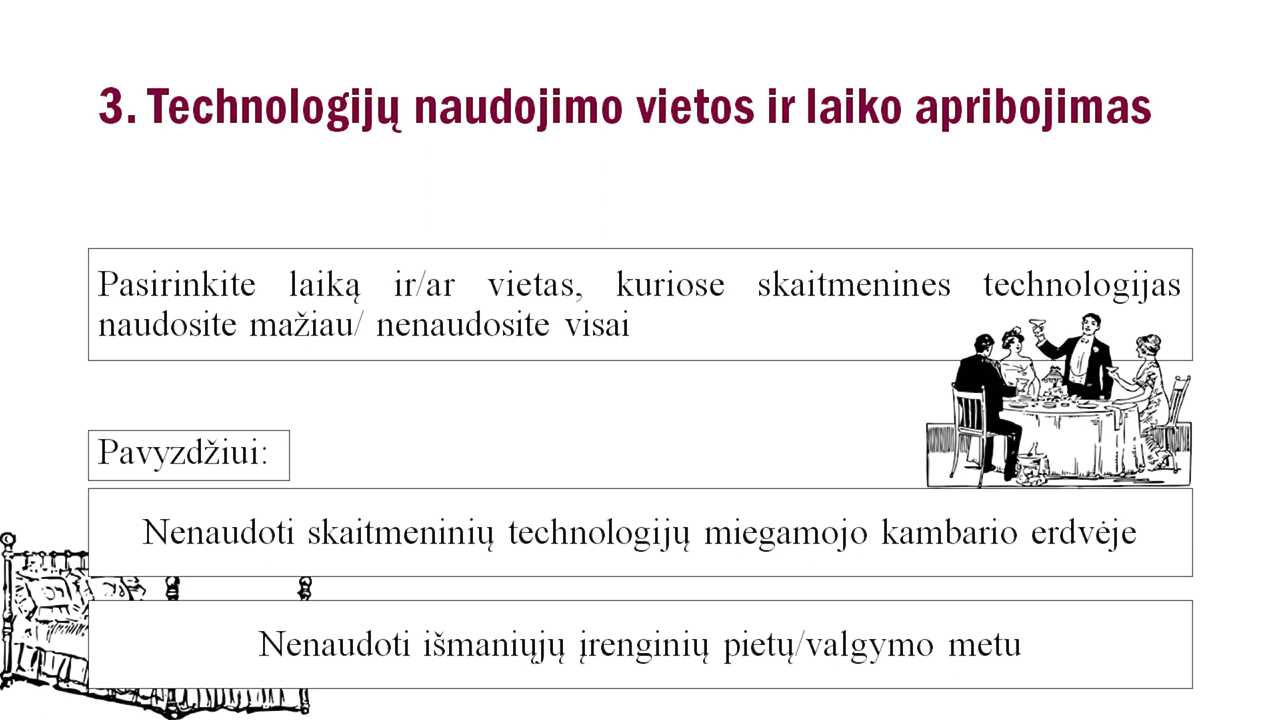 3. Technologijų naudojimo vietos ir laiko apribojimas
Pasirinkite laiką ir/ar vietas, kuriose skaitmenines technologijas
naudosite mažiau/ nenaudosite visai
Pavyzdžiui:
Nenaudoti skaitmeninių technologijų miegamojo kambario erdvėje
Nenaudoti išmaniųjų įrenginių pietų/valgymo metu